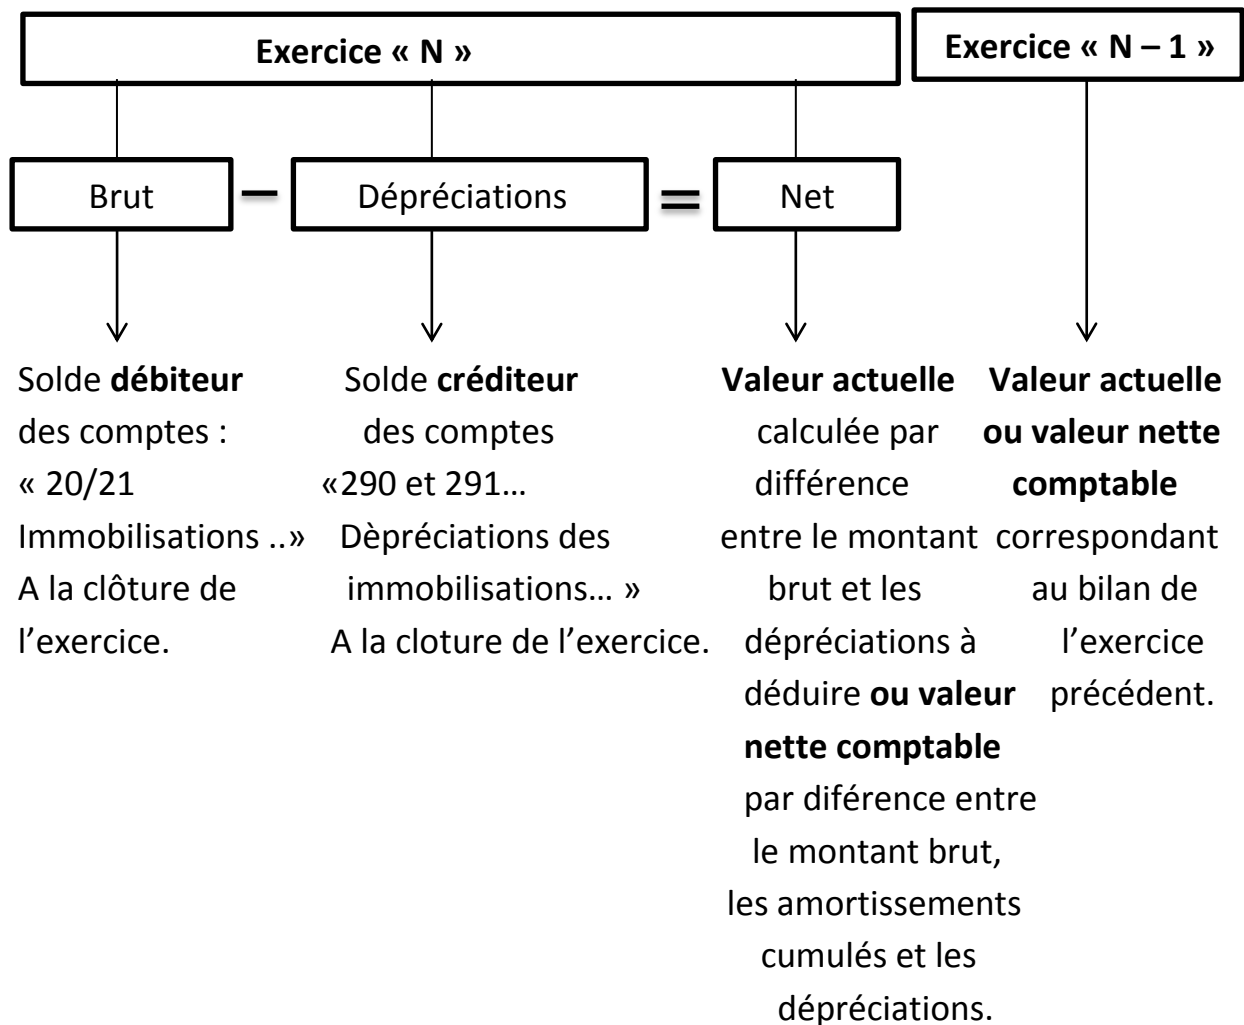 Exercice « N »
Exercice « N – 1 »
Brut
–
Dépréciations
=
Net
Solde débiteur
des comptes :
« 20/21
Immobilisations ..»
A la clôture de
l’exercice.
Solde créditeur
des comptes
«290 et 291…
Dèpréciations des
immobilisations… »
A la cloture de l’exercice.
Valeur actuelle
calculée par
différence
entre le montant
brut et les
dépréciations à
déduire ou valeur
nette comptable
par diférence entre
le montant brut,
les amortissements
cumulés et les
dépréciations.
Valeur actuelle
ou valeur nette
comptable
correspondant
au bilan de
l’exercice
précédent.